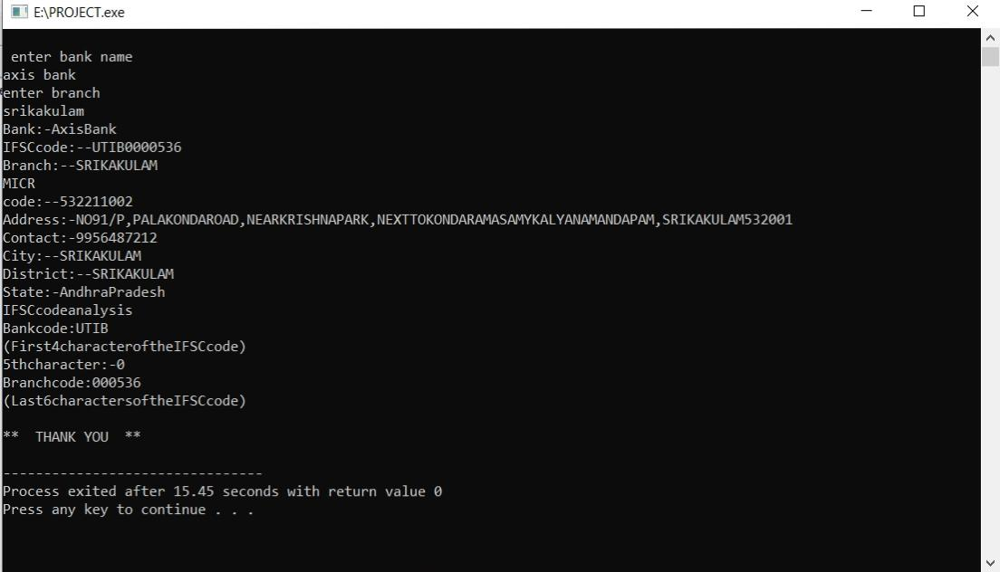 E:\PROJECT.exe
enter bank name
axis bank
enter branch
srikakulam
Bank:-AxisBank
IFSCcode:--UTIB0000536
Branch:--SRIKAKULAM
MICR
code:--532211002
Address:-NO91/P,PALAKONDAROAD,NEARKRISHNAPARK,NEXTTOKONDARAMASAMYKALYANAMANDAPAM,SRIKAKULAM532001
Contact:-9956487212
City:--SRIKAKULAM
District:--SRIKAKULAM
State:-AndhraPradesh
IFSCcodeanalysis
Bankcode:UTIB
(First4characteroftheIFSCcode)
5thcharacter:-0
Branchcode:000536
(Last6charactersoftheIFSCcode)
** THANK YOU **
--------------------------------
Process exited after 15.45 seconds with return value 0
Press any key to continue . . .